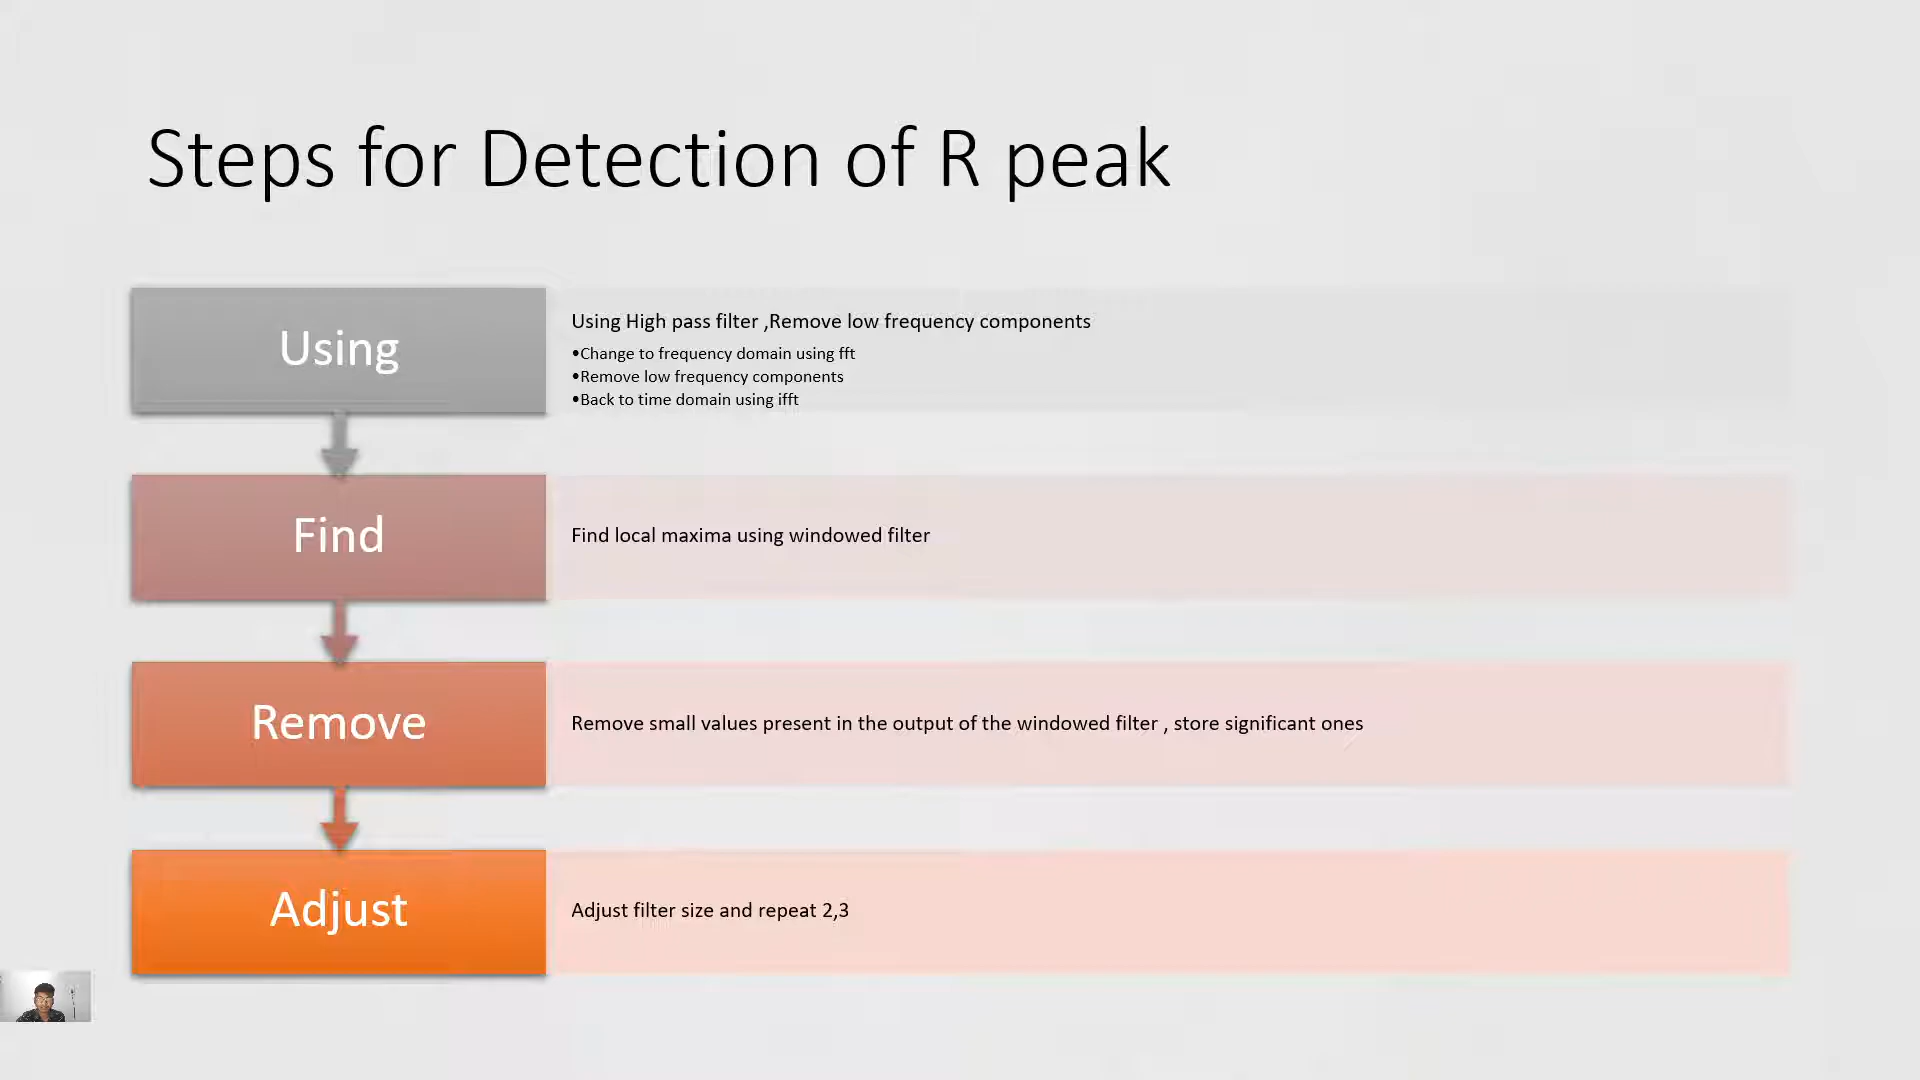 Steps for Detection of R peak
Using
Using High pass filter ,Remove low frequency components
•Change to frequency domain using fft
•Remove low frequency components
•Back to time domain using ifft
Find
Find local maxima using windowed filter
Remove
Remove small values present in the output of the windowed filter , store significant ones
Adjust
Adjust filter size and repeat 2,3